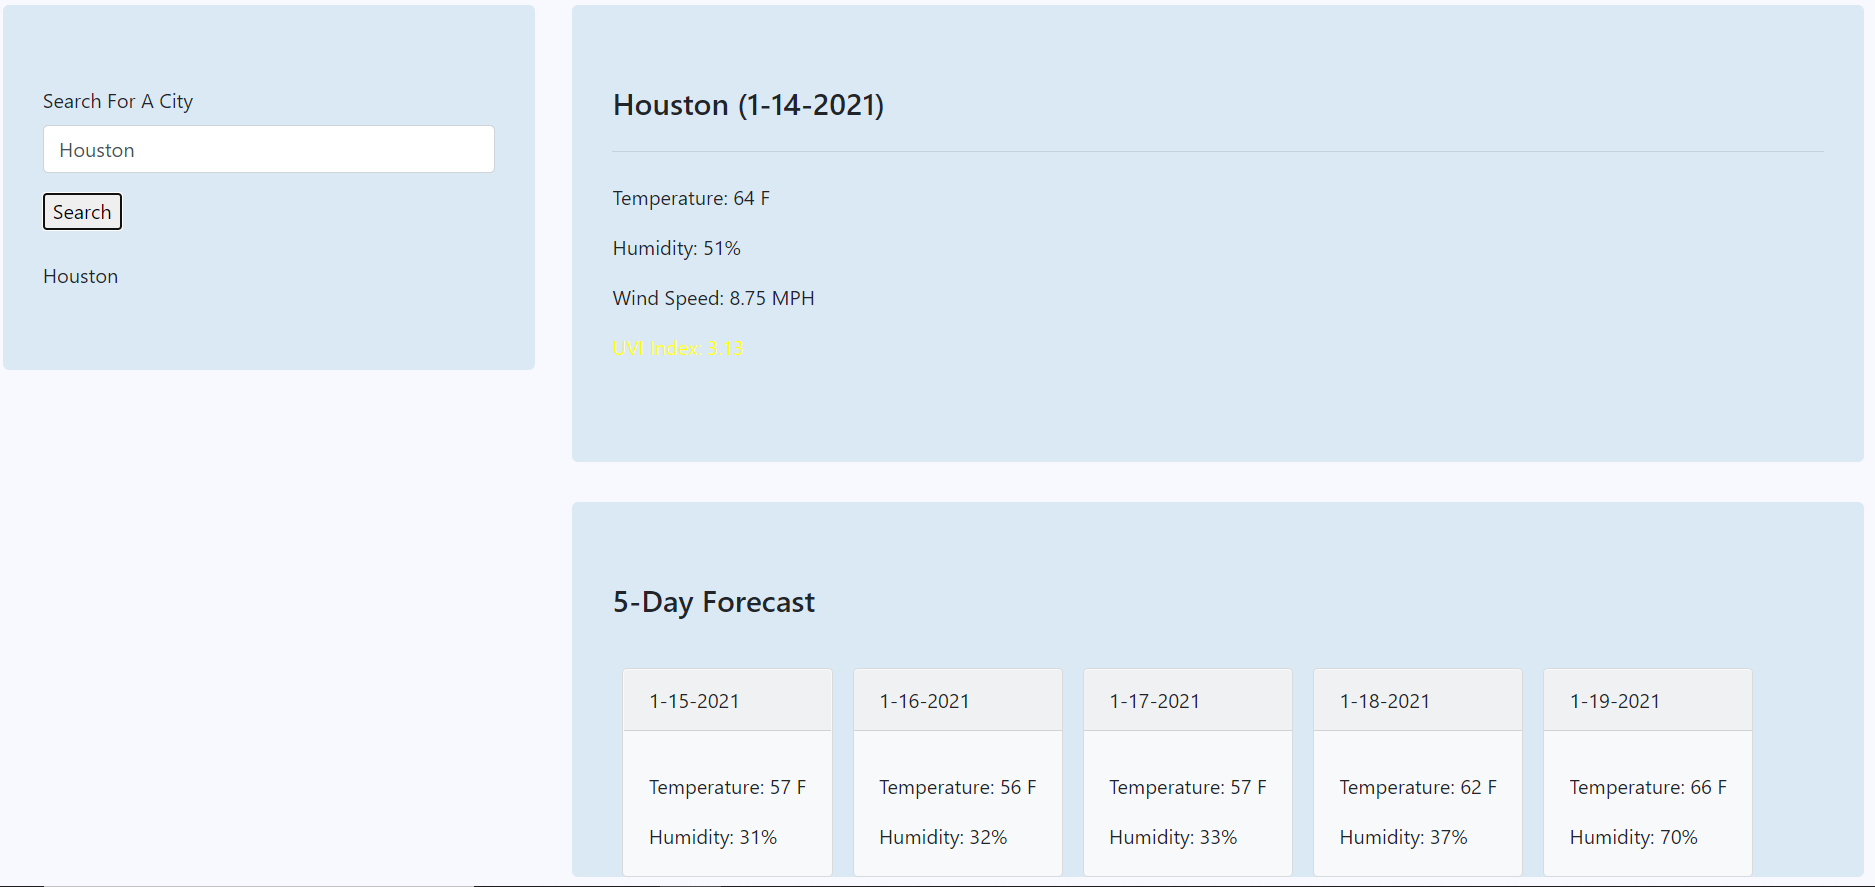 Search For A City
Houston
Search
Houston
Houston (1-14-2021)
Temperature: 64 F
Humidity: 51%
Wind Speed: 8.75 MPH
UVI Index: 3.13
5-Day Forecast
1-15-2021
Temperature: 57 F
Humidity: 31%
1-16-2021
Temperature: 56 F
Humidity: 32%
1-17-2021
Temperature: 57 F
Humidity: 33%
1-18-2021
Temperature: 62 F
Humidity: 37%
1-19-2021
Temperature: 66 F
Humidity: 70%